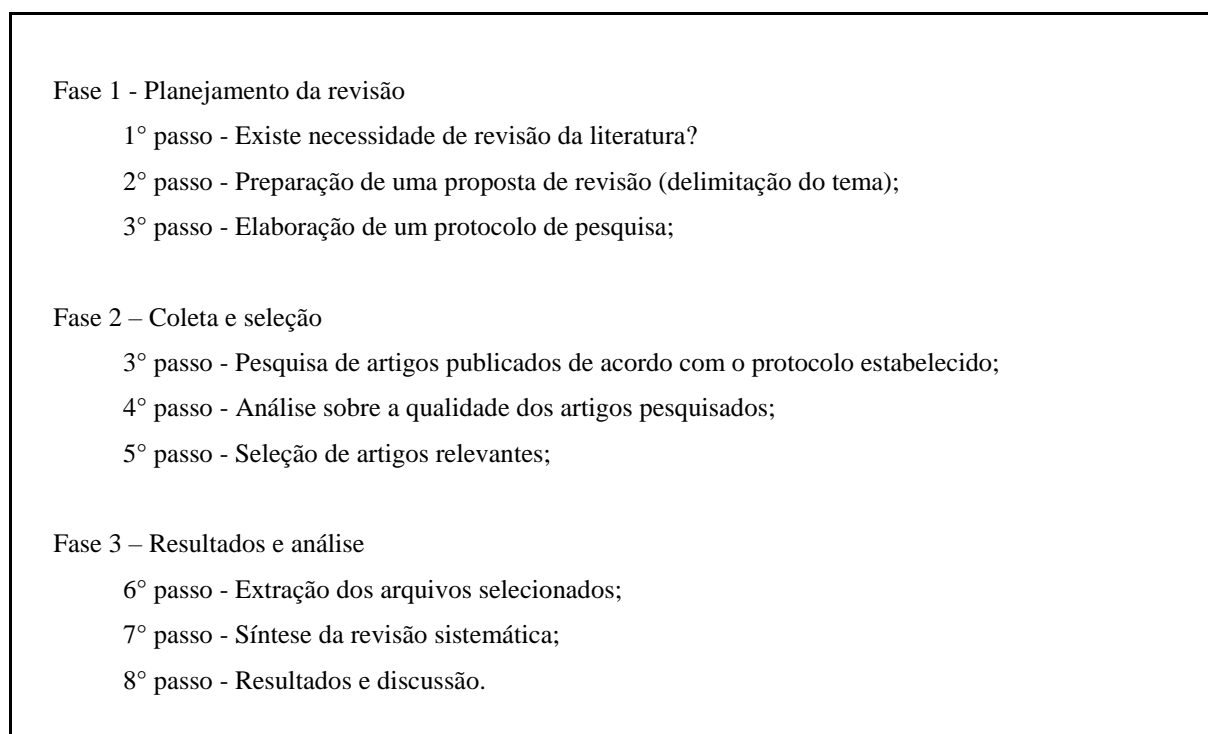 Fase 1 - Planejamento da revisão
1° passo - Existe necessidade de revisão da literatura?
2° passo - Preparação de uma proposta de revisão (delimitação do tema);
3° passo - Elaboração de um protocolo de pesquisa;
Fase 2 – Coleta e seleção
3° passo - Pesquisa de artigos publicados de acordo com o protocolo estabelecido;
4° passo - Análise sobre a qualidade dos artigos pesquisados;
5° passo - Seleção de artigos relevantes;
Fase 3 – Resultados e análise
6° passo - Extração dos arquivos selecionados;
7° passo - Síntese da revisão sistemática;
8° passo - Resultados e discussão.